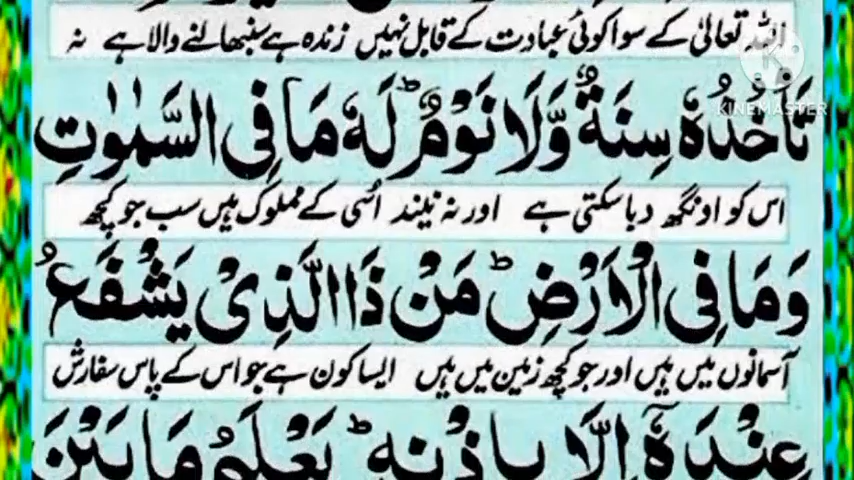 اللہ تعالیٰ کے سوا کوئی عبادت کے قابل نہیں زندہ ہے سنبھالنے والا ہے نہ
KINEMASTER
تَاْخُذُهٗ سِنَةٌ وَّلَا نَوْمٌ ؕ لَهٗ مَا فِی السَّمٰوٰتِ
اس کو اونگھ دبا سکتی ہے اور نہ نیند اُسی کے مملوک ہیں سب جو کچھ
وَمَا فِی الْاَرْضِ ؕ مَنْ ذَا الَّذِیْ یَشْفَعُ
آسمانوں میں ہیں اور جو کچھ زمین میں ہیں ایسا کون ہے جو اس کے پاس سفارش
عِنْدَهٗۤ اِلَّا بِاِذْنِهٖ ؕ یَعْلَمُ مَا بَیْنَ